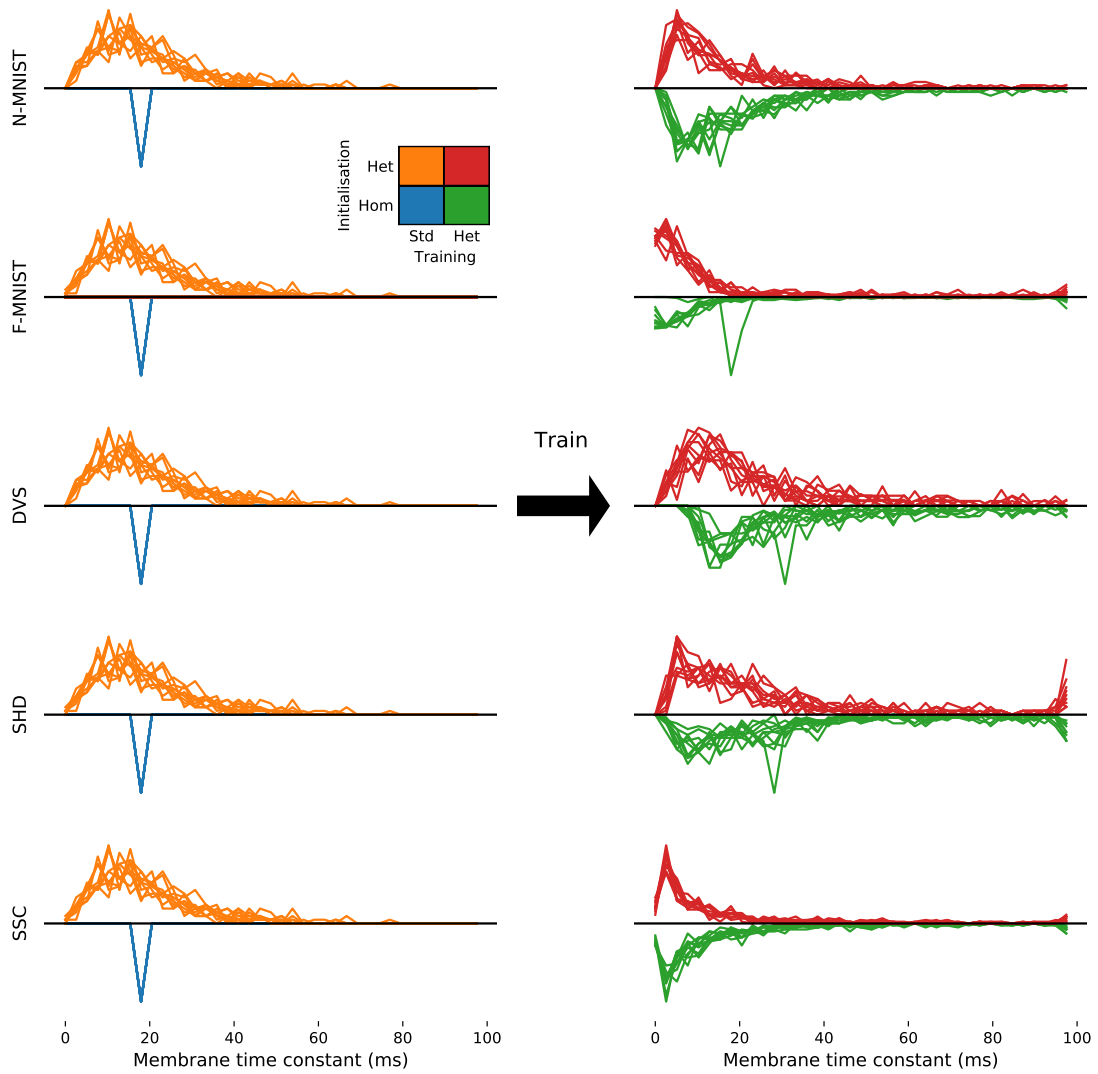 N-MNIST
Initialisation
Het
Hom
Std Het
Training
F-MNIST
Train
DVS
SHD
SSC
0 20 40 60 80 100
Membrane time constant (ms)
0 20 40 60 80 100
Membrane time constant (ms)